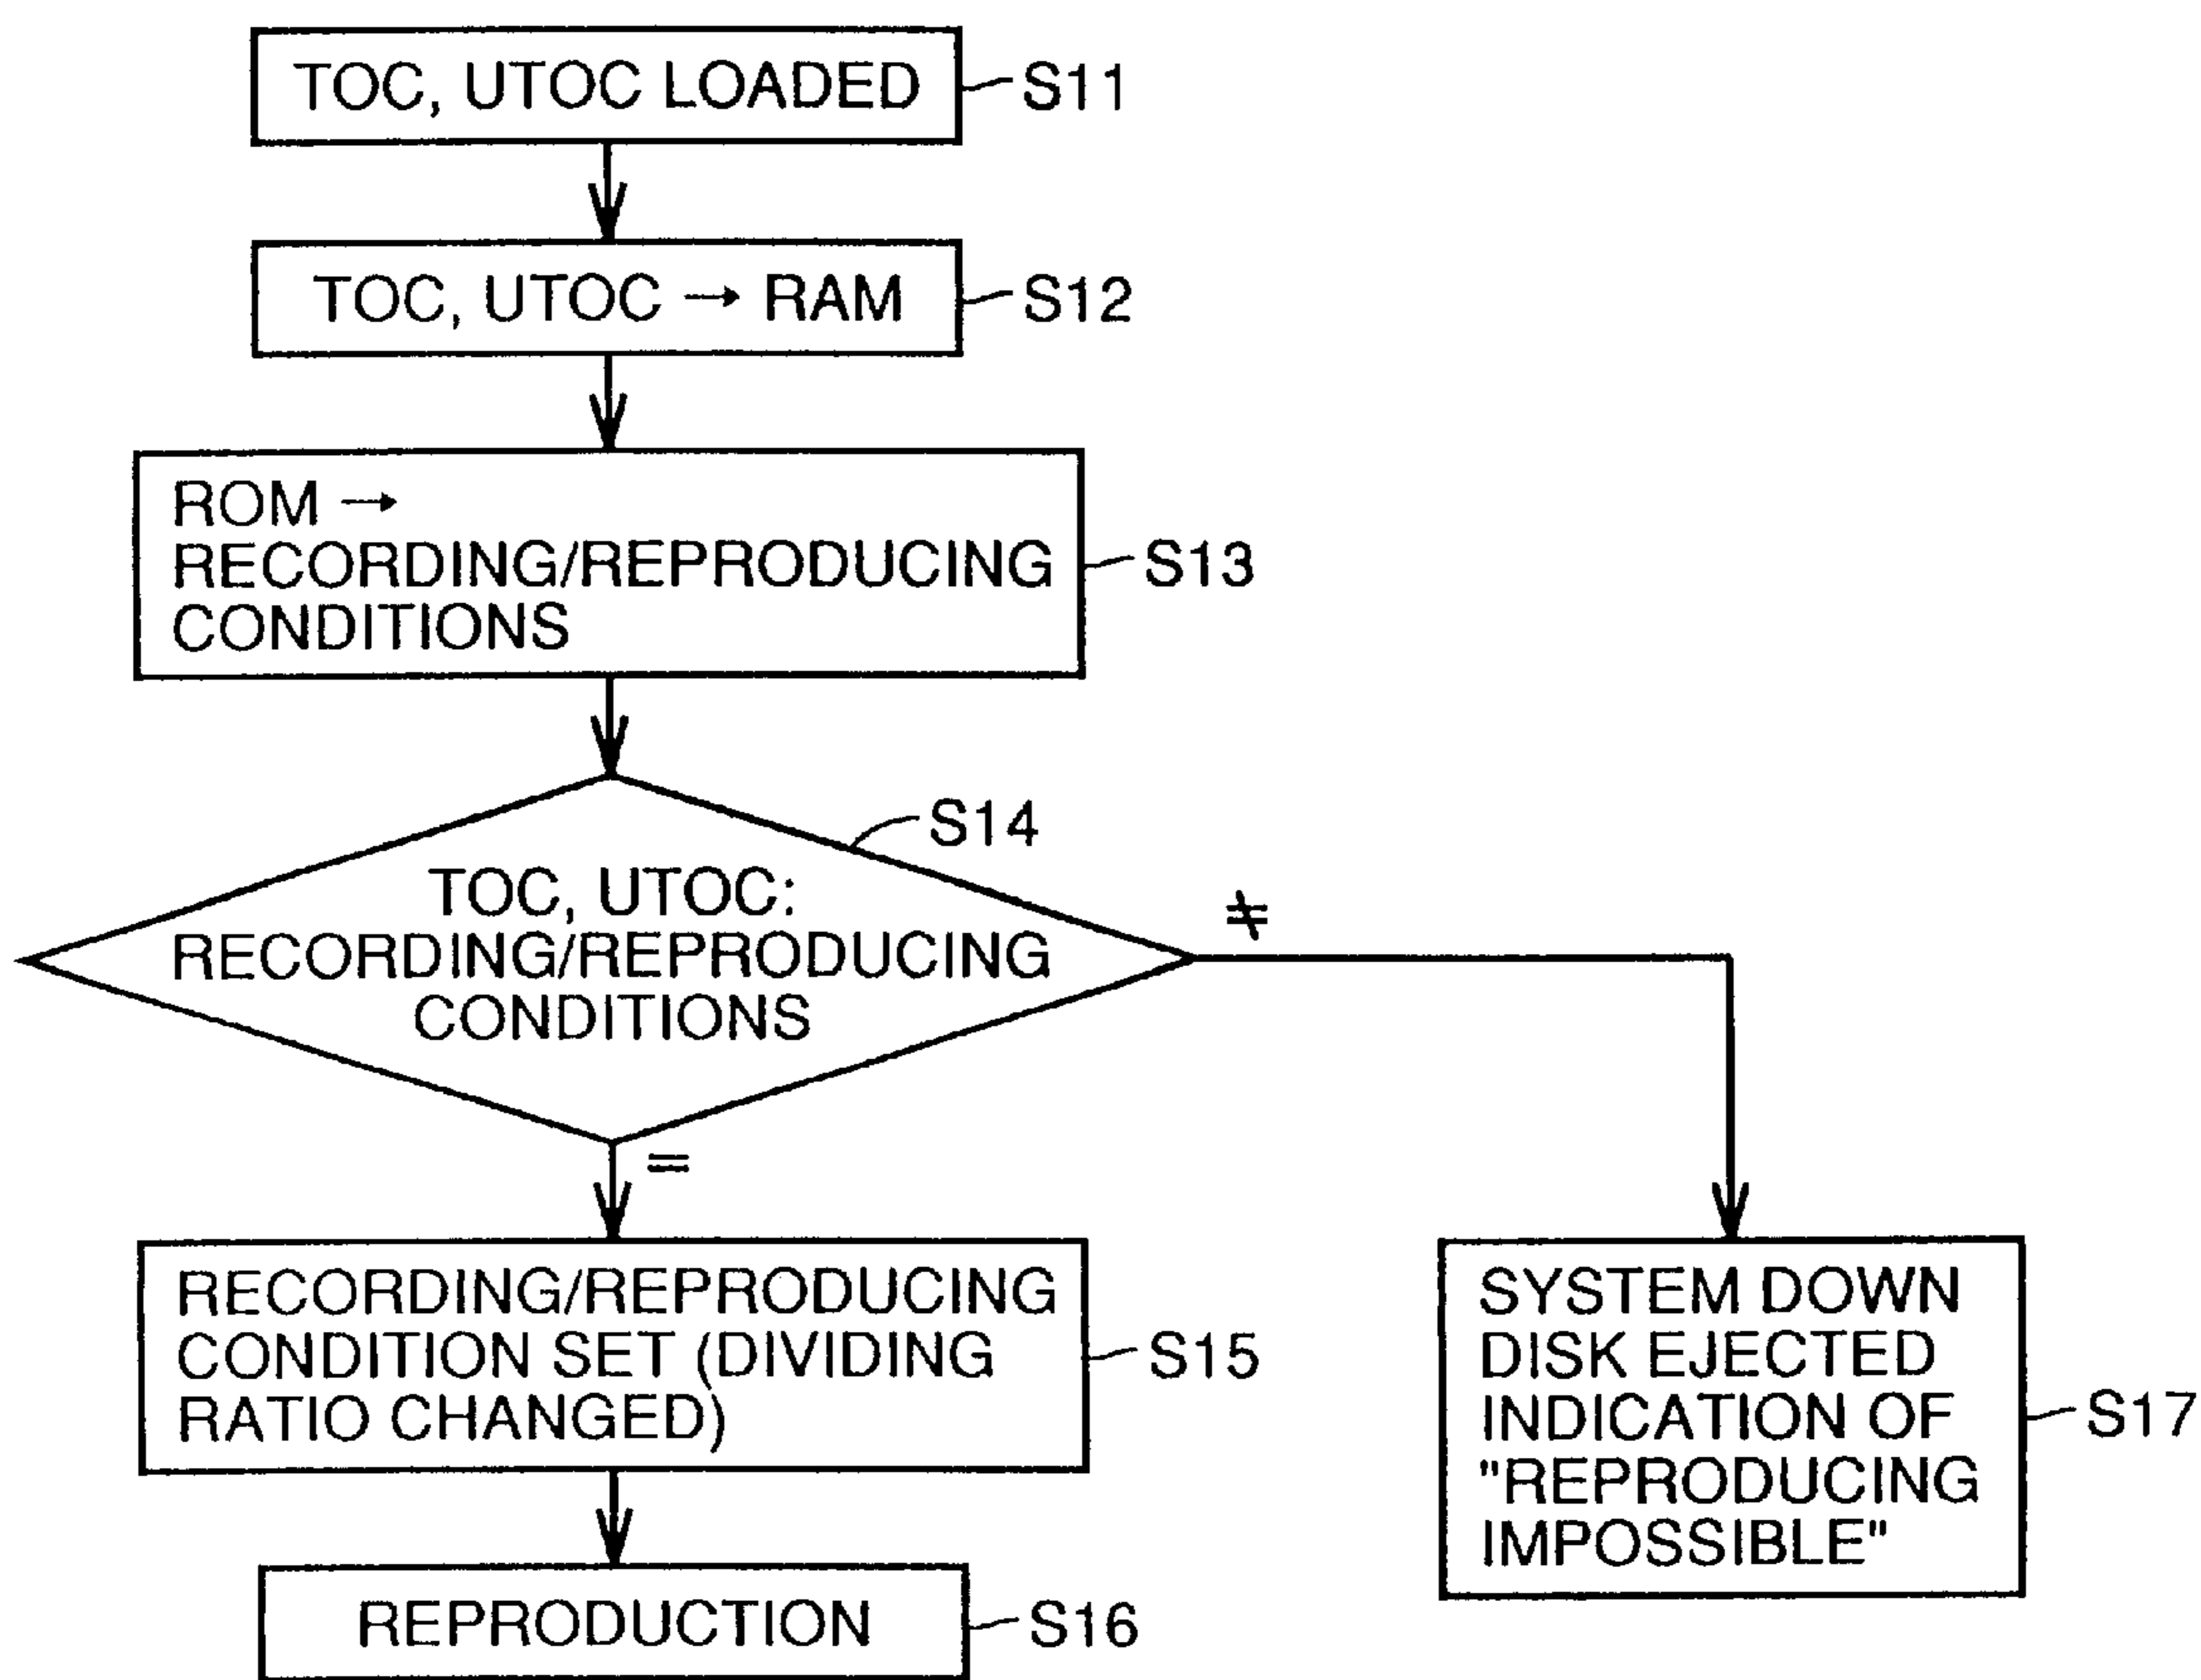 TOC, UTOC LOADED
S11
TOC, UTOC → RAM
S12
ROM →
RECORDING/REPRODUCING
CONDITIONS
S13
S14
TOC, UTOC:
RECORDING/REPRODUCING
CONDITIONS
≠
=
RECORDING/REPRODUCING
CONDITION SET (DIVIDING
RATIO CHANGED)
S15
SYSTEM DOWN
DISK EJECTED
INDICATION OF
"REPRODUCING
IMPOSSIBLE"
S17
REPRODUCTION
S16